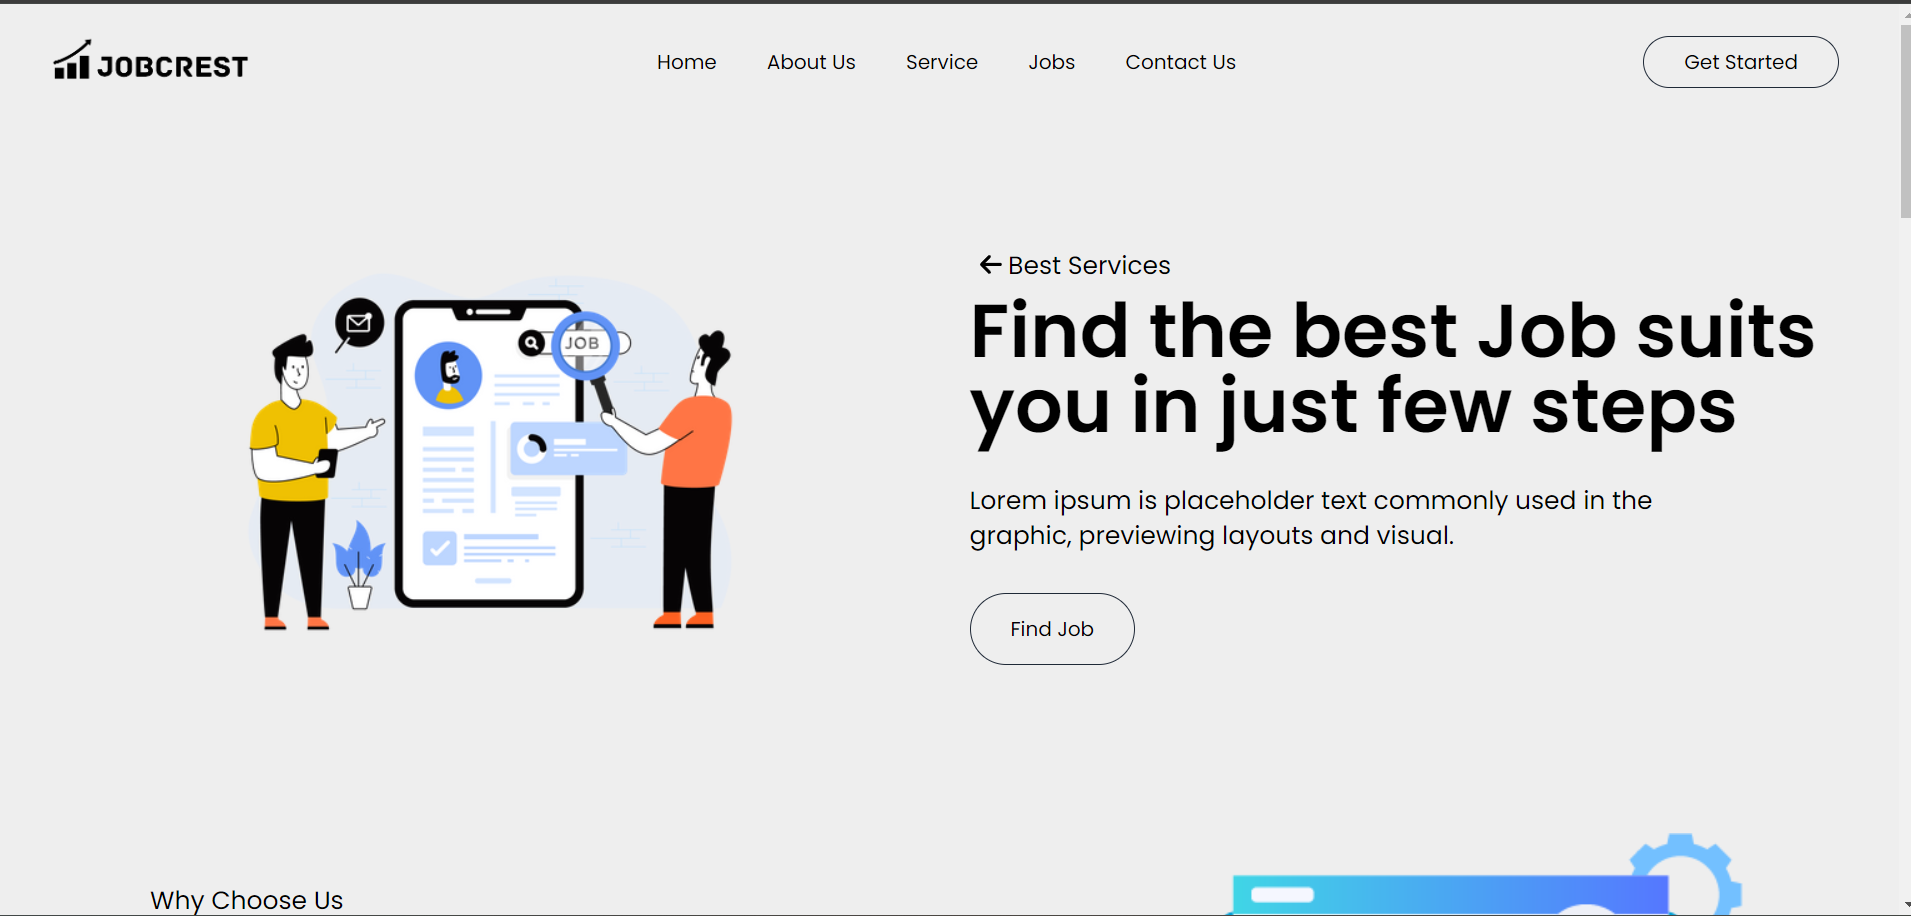 JOBCREST
Home
About Us
Service
Jobs
Contact Us
Get Started
JOB
Best Services
Find the best Job suits
you in just few steps
Lorem ipsum is placeholder text commonly used in the
graphic, previewing layouts and visual.
Find Job
Why Choose Us